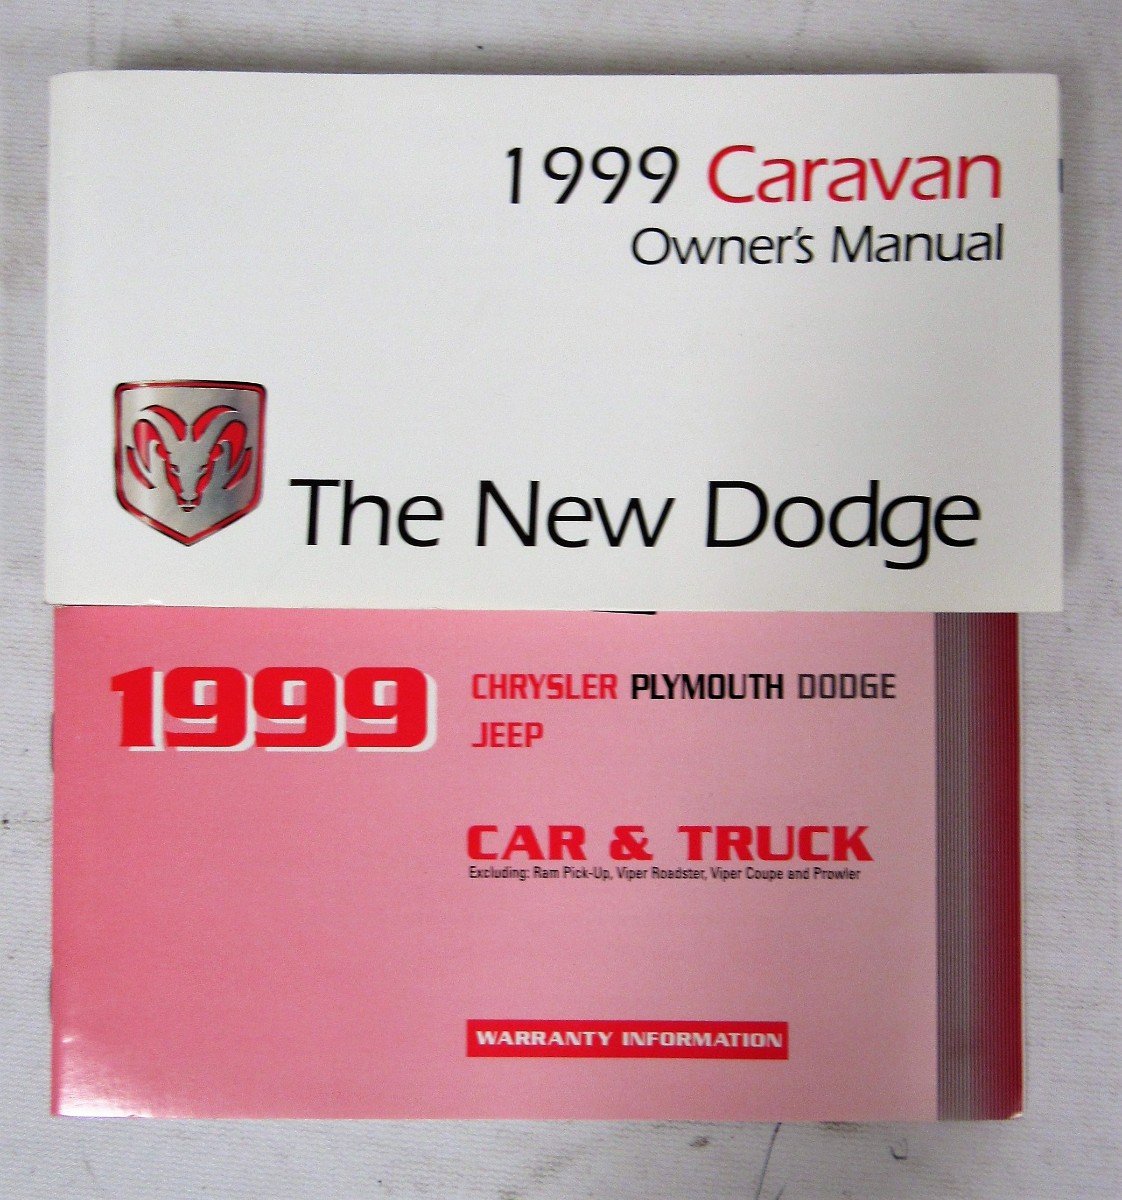 1999 Caravan
Owner's Manual
The New Dodge
1999
CHRYSLER PLYMOUTH DODGE
JEEP
CAR & TRUCK
Excluding: Ram Pick-Up, Viper Roadster, Viper Coupe and Prowler
WARRANTY INFORMATION